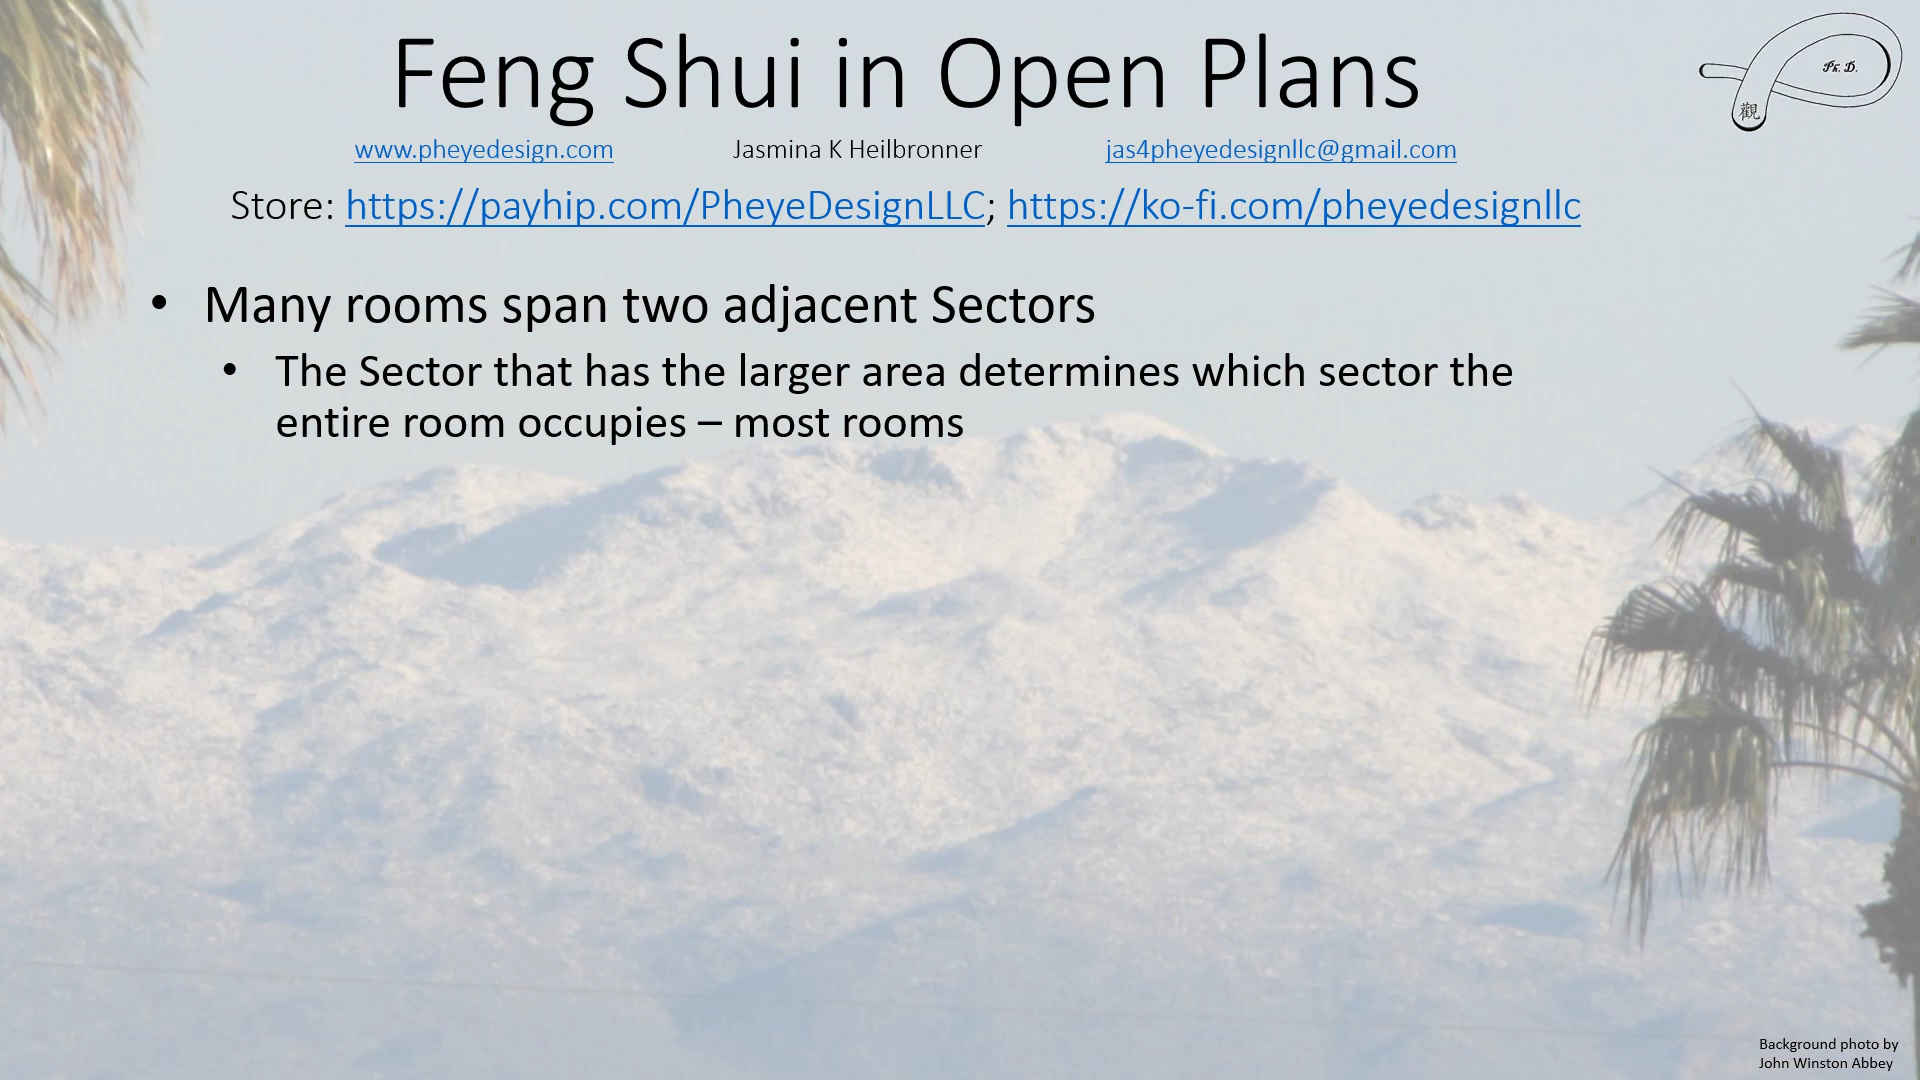 Feng Shui in Open Plans
Ph. D.
觀
www.pheyedesign.com Jasmina K Heilbronner jas4pheyedesignllc@gmail.com
Store: https://payhip.com/PheyeDesignLLC; https://ko-fi.com/pheyedesignllc
• Many rooms span two adjacent Sectors
• The Sector that has the larger area determines which sector the
entire room occupies – most rooms
Background photo by
John Winston Abbey